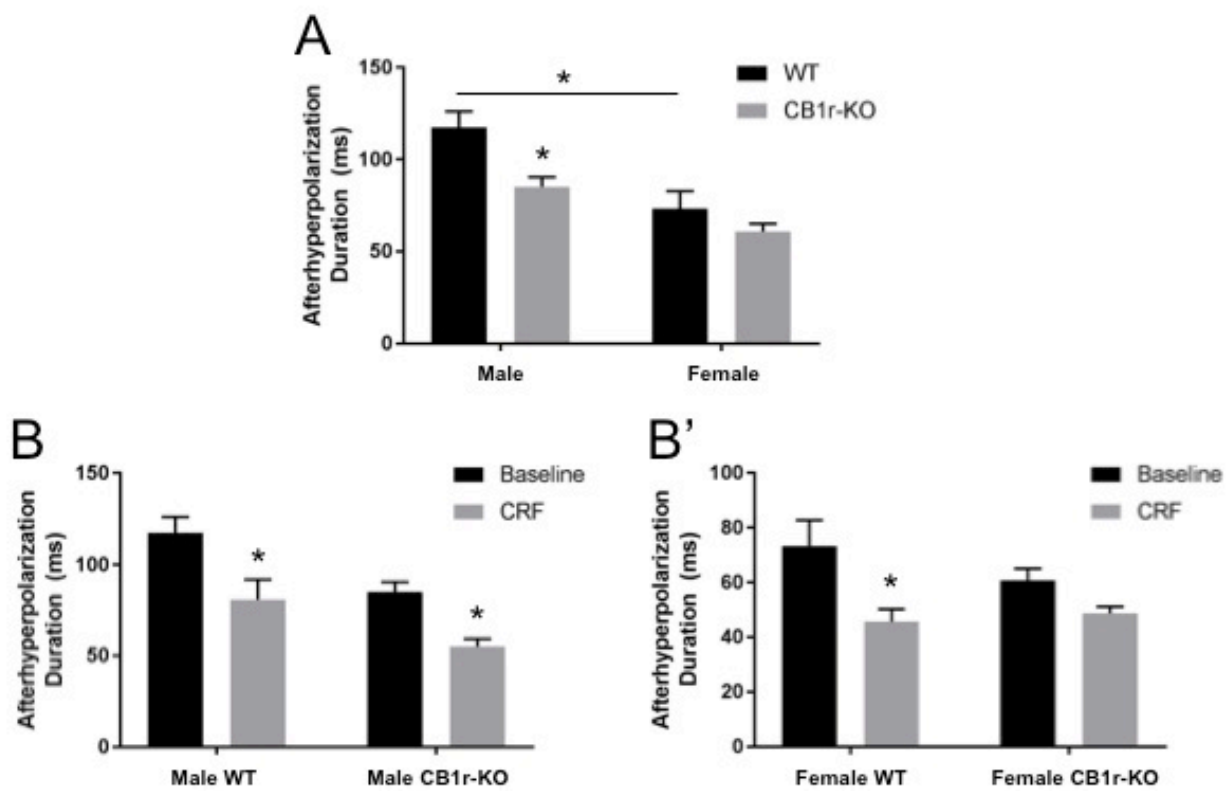 A
Afterhyperpolarization
Duration (ms)
150
100
50
0
*
*
WT
CB1r-KO
Male
Female
B
Afterhyperpolarization
Duration (ms)
150
100
50
0
*
*
Baseline
CRF
Male WT
Male CB1r-KO
B’
Afterhyperpolarization
Duration (ms)
100
80
60
40
20
0
*
Baseline
CRF
Female WT
Female CB1r-KO